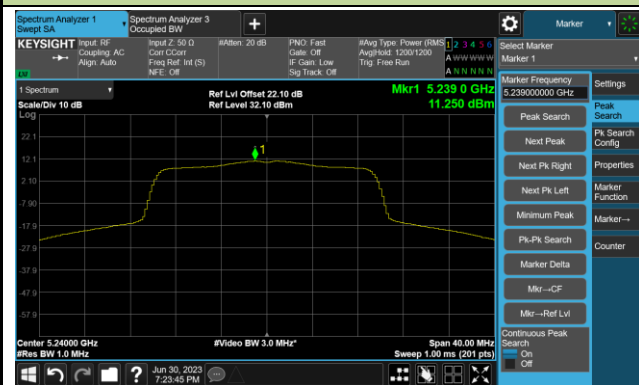 Spectrum Analyzer 1
Swept SA
Spectrum Analyzer 3
Occupied BW
+
Marker
KEYSIGHT
Input: RF
Coupling: AC
Align: Auto
Input Z: 50 Ω
Corr CCorr
Freq Ref: Int (S)
NFE: Off
#Atten: 20 dB
PNO: Fast
Gate: Off
IF Gain: Low
Sig Track: Off
#Avg Type: Power (RMS
Avg|Hold: 1200/1200
Trig: Free Run
1 2 3 4 5 6
A W W W W W
A N N N N N
Select Marker
Marker 1
1 Spectrum
Scale/Div 10 dB
Log
Ref Lvl Offset 22.10 dB
Ref Level 32.10 dBm
Mkr1 5.239 0 GHz
11.250 dBm
1
22.1
12.1
2.10
-7.90
-17.9
-27.9
-37.9
-47.9
-57.9
Center 5.24000 GHz
#Res BW 1.0 MHz
#Video BW 3.0 MHz*
Span 40.00 MHz
Sweep 1.00 ms (201 pts)
Marker Frequency
5.239000000 GHz
Peak Search
Next Peak
Next Pk Right
Next Pk Left
Minimum Peak
Pk-Pk Search
Marker Delta
Mkr→CF
Mkr→Ref Lvl
Continuous Peak
Search
On
Off
Settings
Peak
Search
Pk Search
Config
Properties
Marker
Function
Marker→
Counter
?
Jun 30, 2023
7:23:45 PM